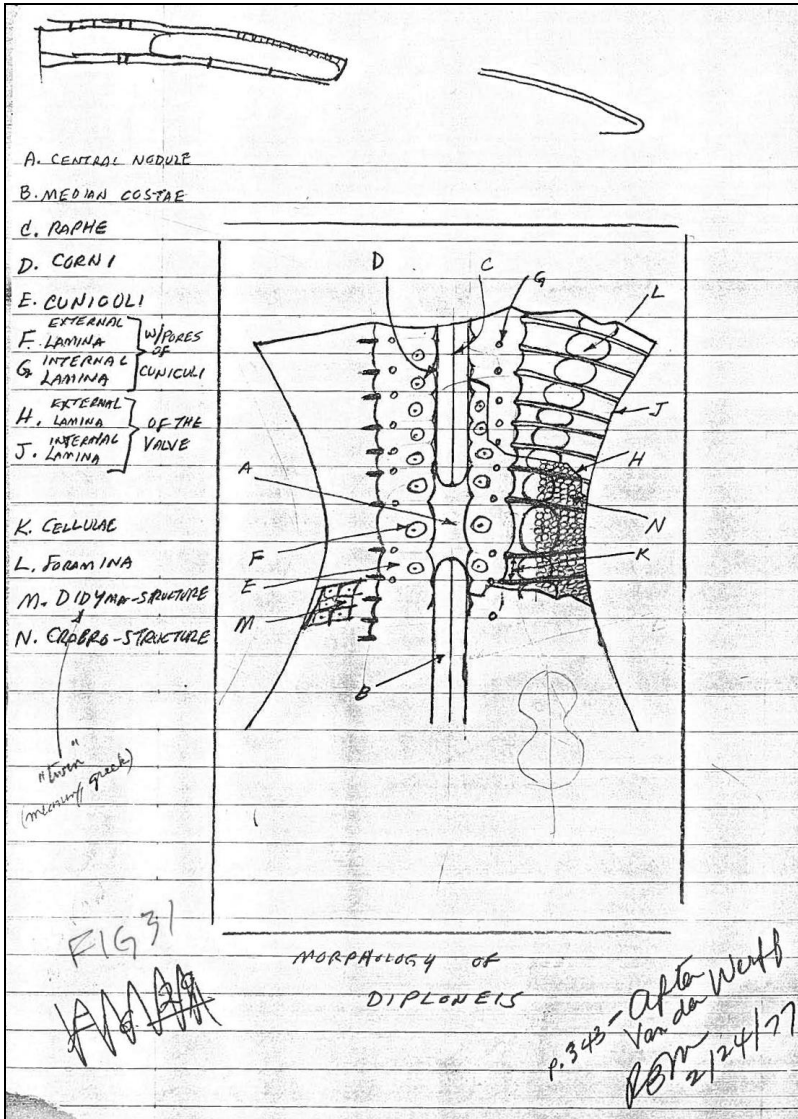 A. CENTRAL NODULE
B. MEDIAN COSTAE
C. RAPHE
D. CORNI
E. CUNICULI
F. EXTERNAL LAMINA
G. INTERNAL LAMINA
W/PORES OF CUNICULI
H. EXTERNAL LAMINA
J. INTERNAL LAMINA
OF THE VALVE
K. CELLULAE
L. FORAMINA
M. DIDYMA-STRUCTURE
N. CRABRO-STRUCTURE
"twin"
(meaning greek)
D
C
G
L
J
H
A
N
F
K
E
M
B
FIG 31
MORPHOLOGY OF
DIPLONEIS
p. 343 - After
Van der Werff
2/24/77